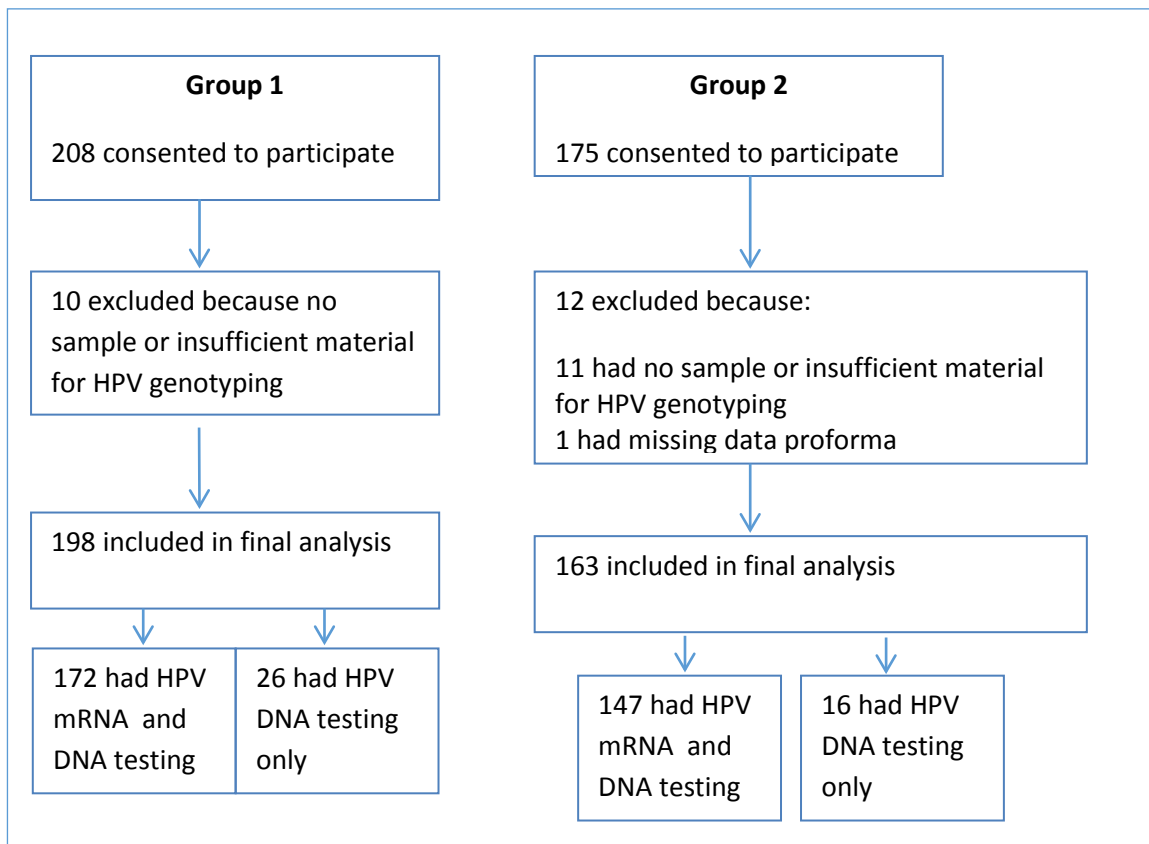 Group 1
208 consented to participate
10 excluded because no
sample or insufficient material
for HPV genotyping
198 included in final analysis
172 had HPV
mRNA and
DNA testing
26 had HPV
DNA testing
only
Group 2
175 consented to participate
12 excluded because:
11 had no sample or insufficient material
for HPV genotyping
1 had missing data proforma
163 included in final analysis
147 had HPV
mRNA and
DNA testing
16 had HPV
DNA testing
only